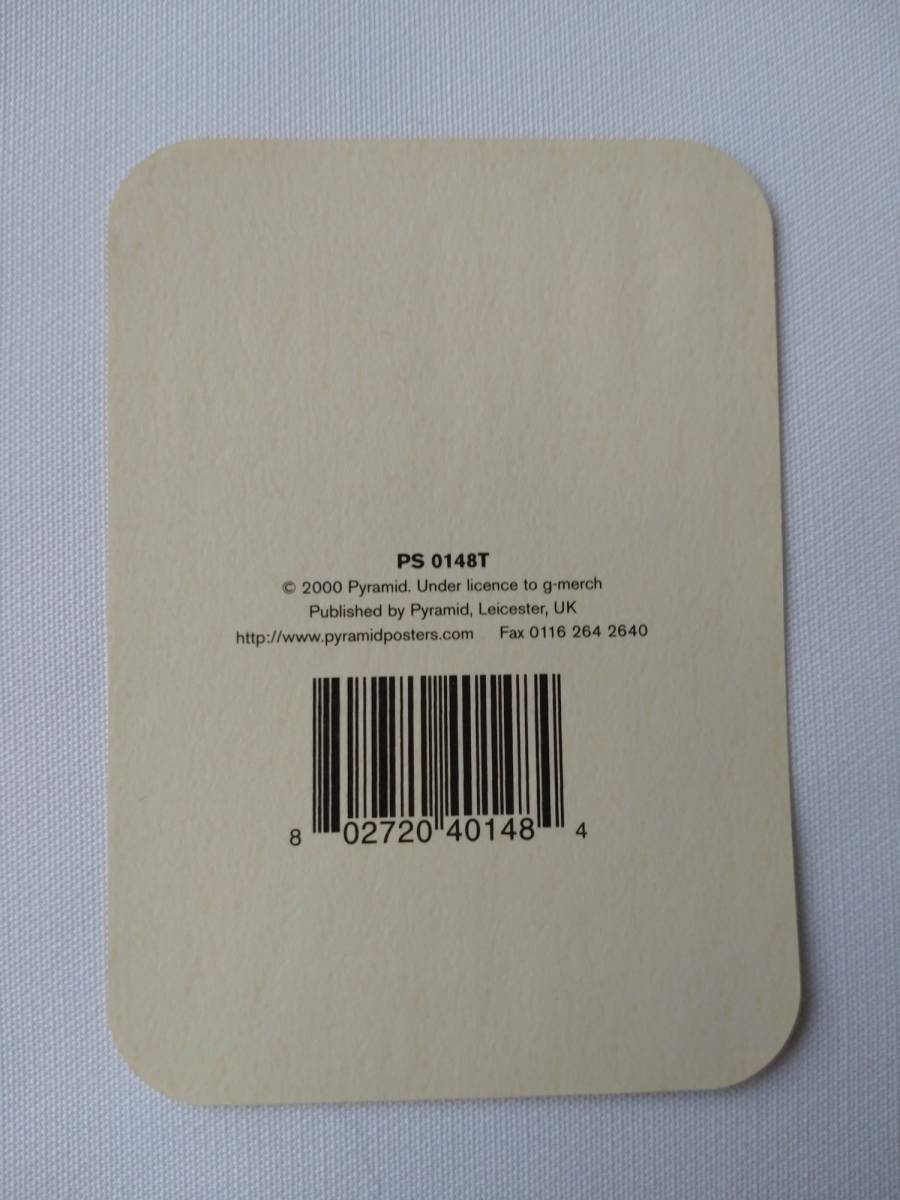 PS 0148T
© 2000 Pyramid. Under licence to g-merch
Published by Pyramid, Leicester, UK
http://www.pyramidposters.com Fax 0116 264 2640
8 02720 40148 4